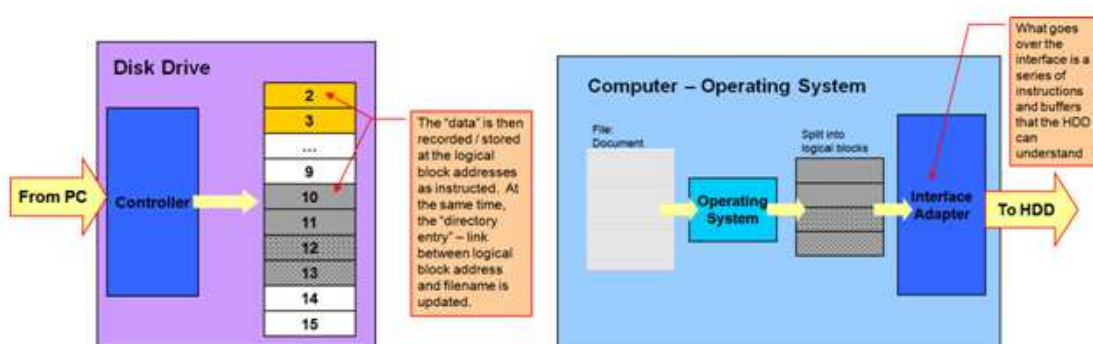 Disk Drive
From PC
Controller
2
3
...
9
10
11
12
13
14
15
The “data” is then
recorded / stored
at the logical
block addresses
as instructed. At
the same time,
the “directory
entry” – link
between logical
block address
and filename is
updated.
Computer – Operating System
File:
Document
Operating
System
Split into
logical blocks
Interface
Adapter
To HDD
What goes
over the
interface is a
series of
instructions
and buffers
that the HDD
can
understand